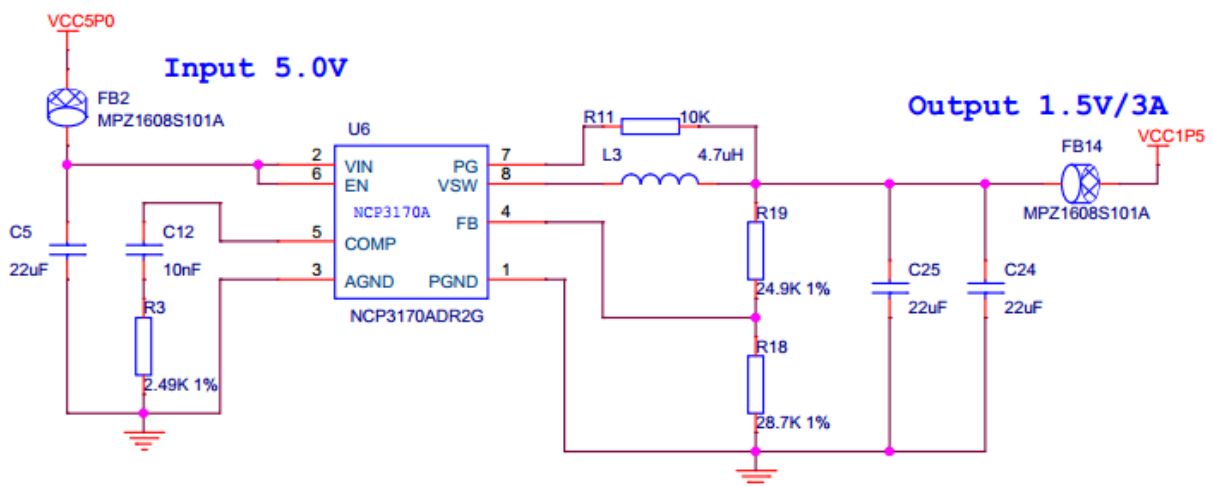 VCC5P0
Input 5.0V
FB2
MPZ1608S101A
Output 1.5V/3A
VCC1P5
FB14
MPZ1608S101A
U6
R11 10K
L3 4.7uH
2 VIN
6 EN
5 COMP
3 AGND
NCP3170A
PG 7
VSW 8
FB 4
PGND 1
NCP3170ADR2G
C5
22uF
C12
10nF
R3
2.49K 1%
R19
24.9K 1%
R18
28.7K 1%
C25
22uF
C24
22uF